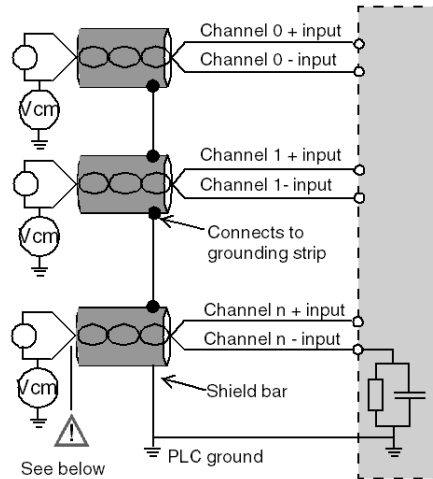 Channel 0 + input
Channel 0 - input
Vcm
Channel 1 + input
Channel 1- input
Vcm
Connects to
grounding strip
Channel n + input
Channel n - input
Vcm
Shield bar
!
PLC ground
See below